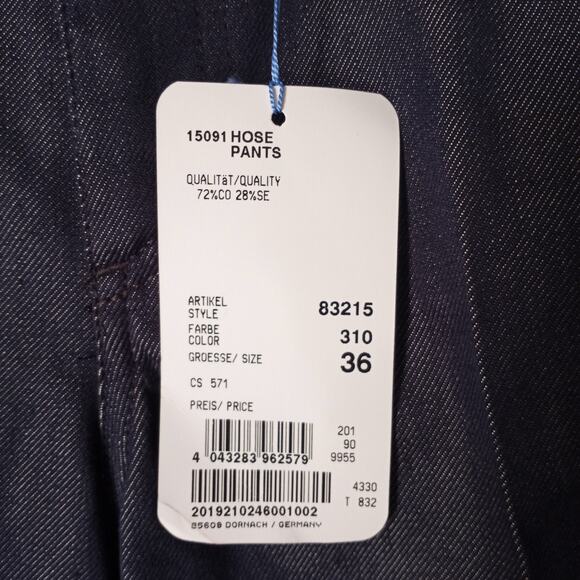 15091 HOSE
PANTS
QUALITäT/QUALITY
72%CO 28%SE
ARTIKEL
STYLE 83215
FARBE
COLOR 310
GROESSE/ SIZE 36
CS 571
PREIS/ PRICE
201
90
4 043283 962579 9955
4330
T 832
2019210246001002
85609 DORNACH / GERMANY